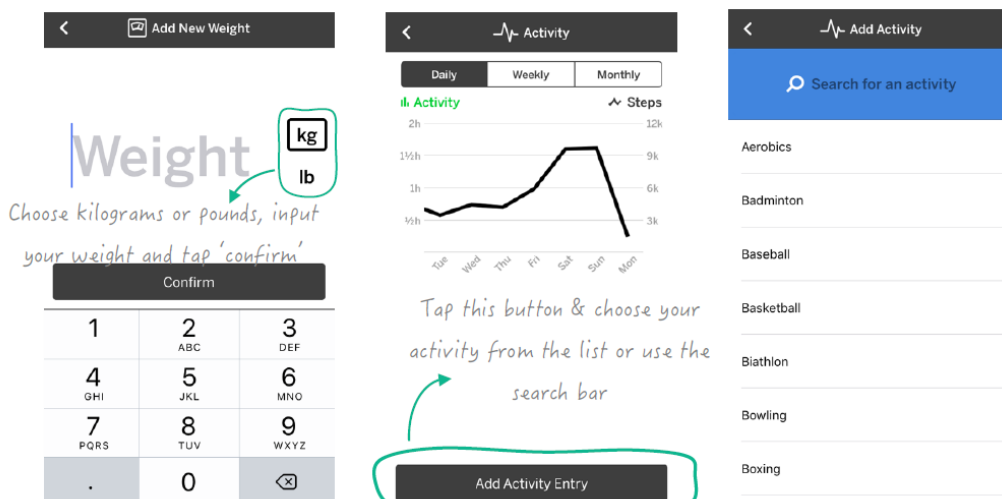 Add New Weight
Weight
kg
lb
Choose kilograms or pounds, input
your weight and tap 'confirm'
Confirm
1 2 3
ABC DEF
4 5 6
GHI JKL MNO
7 8 9
PQRS TUV WXYZ
. 0
Activity
Daily Weekly Monthly
Activity Steps
2h 12k
1½h 9k
1h 6k
½h 3k
Tue Wed Thu Fri Sat Sun Mon
Tap this button & choose your
activity from the list or use the
search bar
Add Activity Entry
Add Activity
Search for an activity
Aerobics
Badminton
Baseball
Basketball
Biathlon
Bowling
Boxing